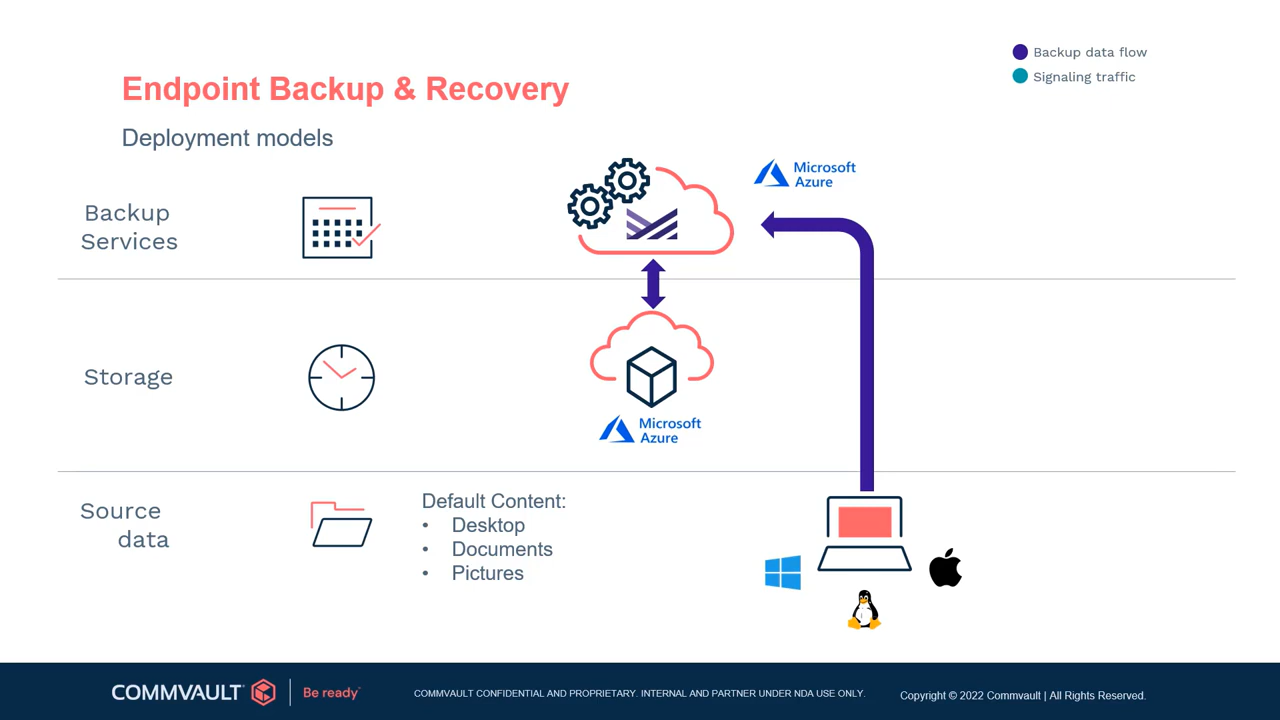 Backup data flow
Signaling traffic
Endpoint Backup & Recovery
Deployment models
Microsoft
Azure
Backup
Services
Storage
Microsoft
Azure
Source
data
Default Content:
• Desktop
• Documents
• Pictures
COMMVAULT
Be ready
COMMVAULT CONFIDENTIAL AND PROPRIETARY. INTERNAL AND PARTNER UNDER NDA USE ONLY.
Copyright © 2022 Commvault | All Rights Reserved.